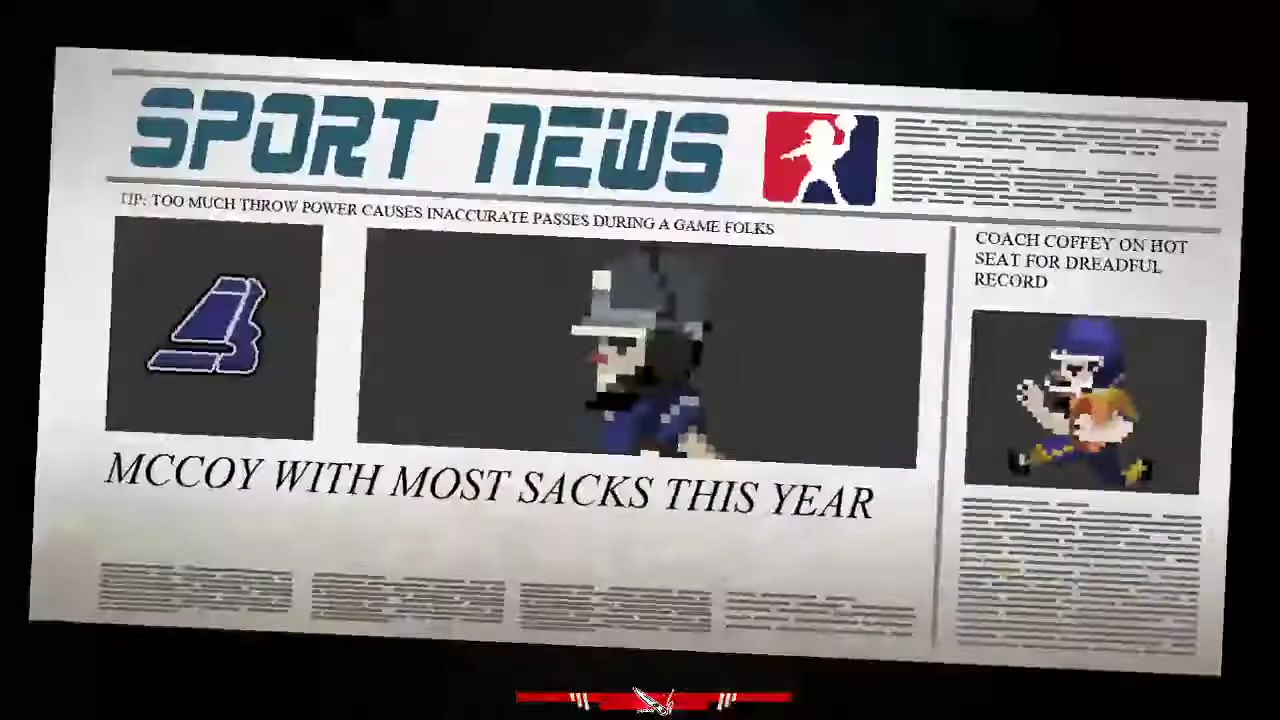 SPORT NEWS
TIP: TOO MUCH THROW POWER CAUSES INACCURATE PASSES DURING A GAME FOLKS
COACH COFFEY ON HOT
SEAT FOR DREADFUL
RECORD
MCCOY WITH MOST SACKS THIS YEAR